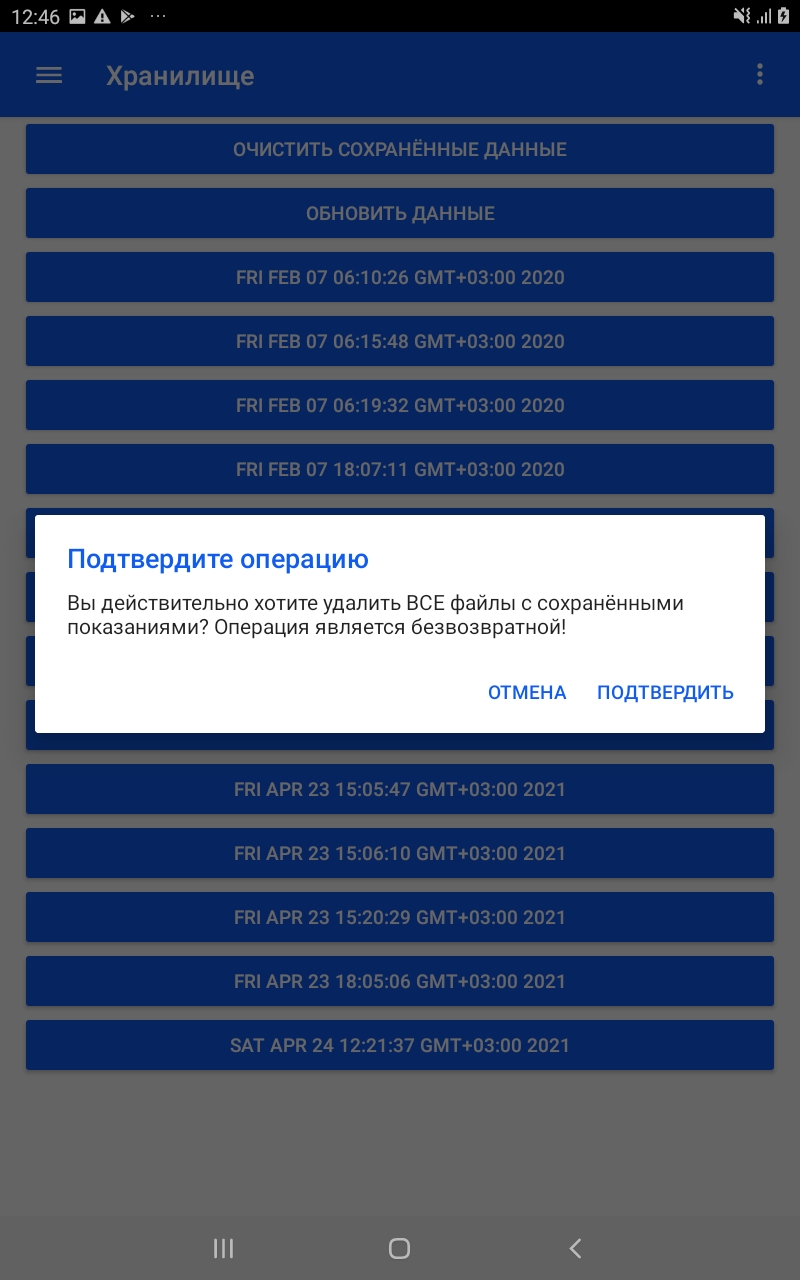 12:46
Хранилище
ОЧИСТИТЬ СОХРАНЁННЫЕ ДАННЫЕ
ОБНОВИТЬ ДАННЫЕ
FRI FEB 07 06:10:26 GMT+03:00 2020
FRI FEB 07 06:15:48 GMT+03:00 2020
FRI FEB 07 06:19:32 GMT+03:00 2020
FRI FEB 07 18:07:11 GMT+03:00 2020
Подтвердите операцию
Вы действительно хотите удалить ВСЕ файлы с сохранёнными
показаниями? Операция является безвозвратной!
ОТМЕНА ПОДТВЕРДИТЬ
FRI APR 23 15:05:47 GMT+03:00 2021
FRI APR 23 15:06:10 GMT+03:00 2021
FRI APR 23 15:20:29 GMT+03:00 2021
FRI APR 23 18:05:06 GMT+03:00 2021
SAT APR 24 12:21:37 GMT+03:00 2021